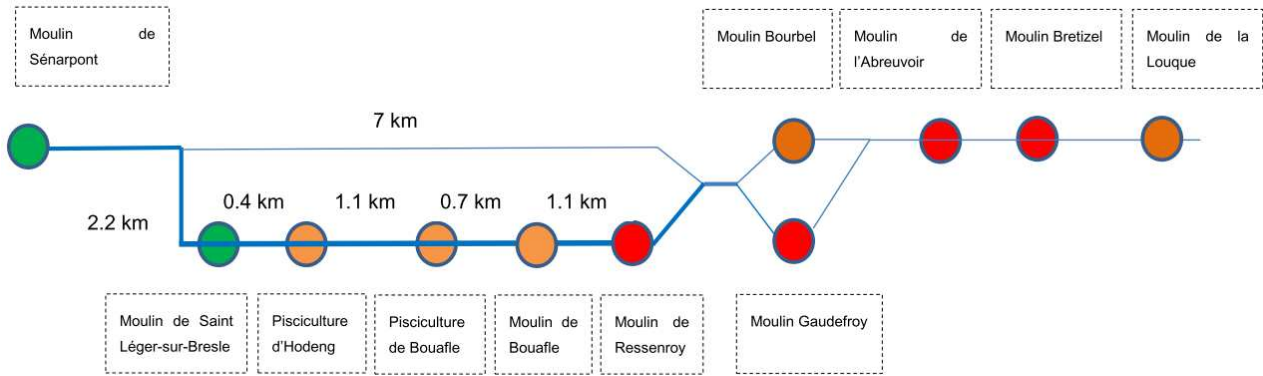 Moulin de
Sénarpont
Moulin Bourbel
Moulin de
l'Abreuvoir
Moulin Bretizel
Moulin de la
Louque
7 km
2.2 km
0.4 km
1.1 km
0.7 km
1.1 km
Moulin de Saint
Léger-sur-Bresle
Pisciculture
d'Hodeng
Pisciculture
de Bouafle
Moulin de
Bouafle
Moulin de
Ressenroy
Moulin Gaudefroy